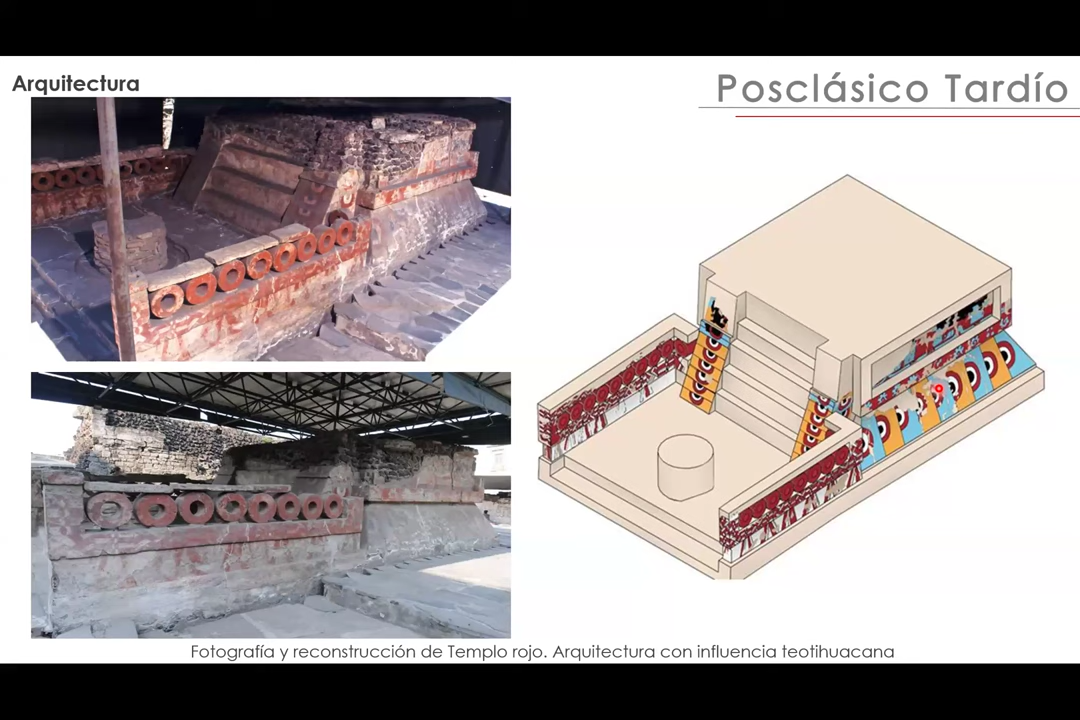 Arquitectura
Posclásico Tardío
Fotografía y reconstrucción de Templo rojo. Arquitectura con influencia teotihuacana